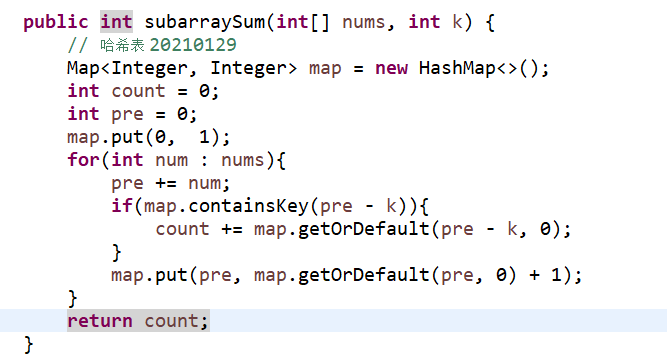 public int subarraySum(int[] nums, int k) {
    // 哈希表 20210129
    Map<Integer, Integer> map = new HashMap<>();
    int count = 0;
    int pre = 0;
    map.put(0,  1);
    for(int num : nums){
        pre += num;
        if(map.containsKey(pre - k)){
            count += map.getOrDefault(pre - k, 0);
        }
        map.put(pre, map.getOrDefault(pre, 0) + 1);
    }
    return count;
}